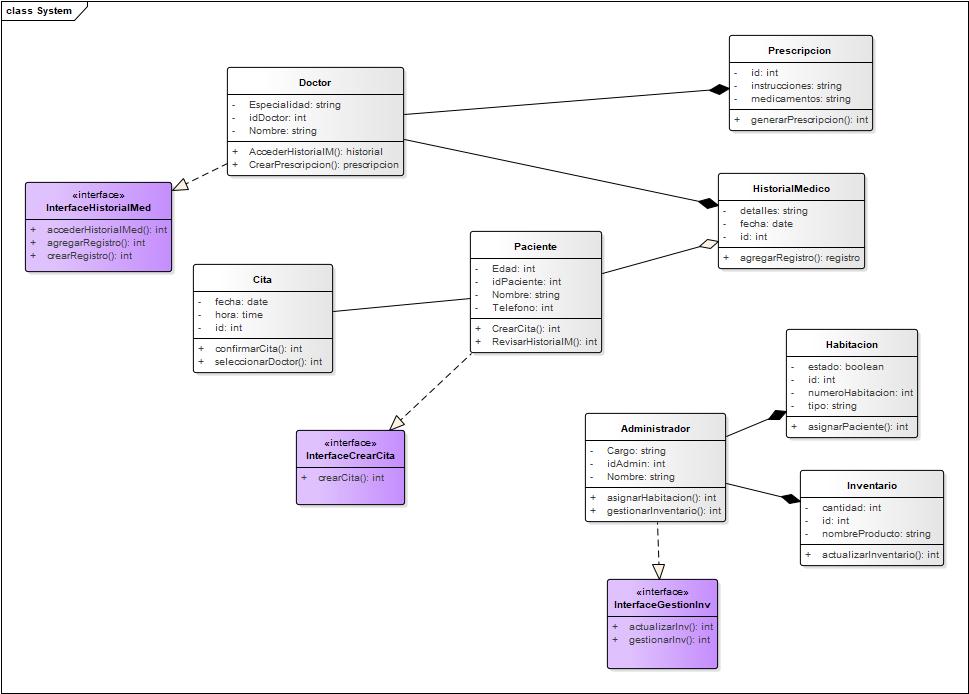 class System
Prescripcion
- id: int
- instrucciones: string
- medicamentos: string
+ generarPrescripcion(): int
Doctor
- Especialidad: string
- idDoctor: int
- Nombre: string
+ AccederHistorialM(): historial
+ CrearPrescripcion(): prescripcion
«interface»
InterfaceHistorialMed
+ accederHistorialMed(): int
+ agregarRegistro(): int
+ crearRegistro(): int
HistorialMedico
- detalles: string
- fecha: date
- id: int
+ agregarRegistro(): registro
Paciente
- Edad: int
- idPaciente: int
- Nombre: string
- Telefono: int
+ CrearCita(): int
+ RevisarHistorialM(): int
Cita
- fecha: date
- hora: time
- id: int
+ confirmarCita(): int
+ seleccionarDoctor(): int
Habitacion
- estado: boolean
- id: int
- numeroHabitacion: int
- tipo: string
+ asignarPaciente(): int
«interface»
InterfaceCrearCita
+ crearCita(): int
Administrador
- Cargo: string
- idAdmin: int
- Nombre: string
+ asignarHabitacion(): int
+ gestionarInventario(): int
Inventario
- cantidad: int
- id: int
- nombreProducto: string
+ actualizarInventario(): int
«interface»
InterfaceGestionInv
+ actualizarInv(): int
+ gestionarInv(): int